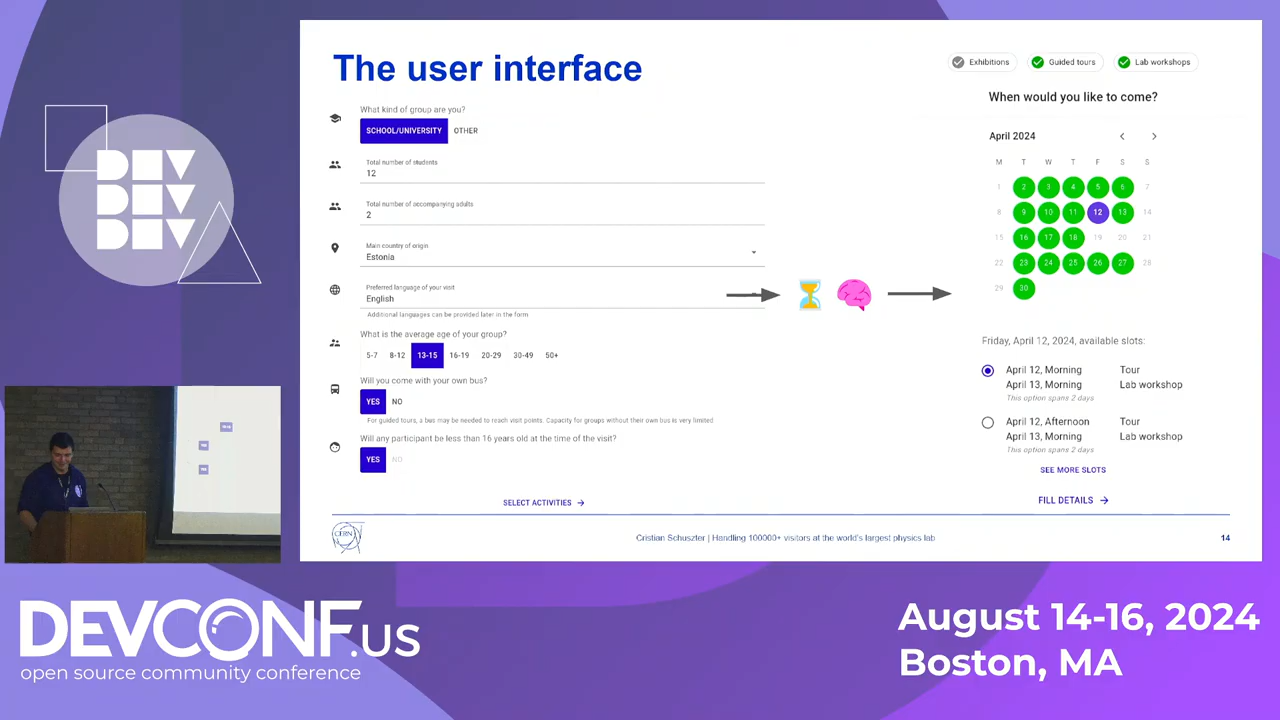 The user interface
What kind of group are you?
SCHOOL/UNIVERSITY OTHER
Total number of students
12
Total number of accompanying adults
2
Main country of origin
Estonia
Preferred language of your visit
English
Additional languages can be provided later in the form.
What is the average age of your group?
5-7 8-12 13-15 16-19 20-29 30-49 50+
Will you come with your own bus?
YES NO
For guided tours, a bus may be needed to reach visit points. Capacity for groups without their own bus is very limited
Will any participant be less than 16 years old at the time of the visit?
YES NO
SELECT ACTIVITIES →
Exhibitions Guided tours Lab workshops
When would you like to come?
April 2024 < >
M T W T F S S
1 2 3 4 5 6 7
8 9 10 11 12 13 14
15 16 17 18 19 20 21
22 23 24 25 26 27 28
29 30
Friday, April 12, 2024, available slots:
April 12, Morning Tour
April 13, Morning Lab workshop
This option spans 2 days
April 12, Afternoon Tour
April 13, Morning Lab workshop
This option spans 2 days
SEE MORE SLOTS
FILL DETAILS →
CERN
Cristian Schuszter | Handling 100000+ visitors at the world's largest physics lab
14
DEV
DEV
DEV
DEVCONF.US
open source community conference
August 14-16, 2024
Boston, MA